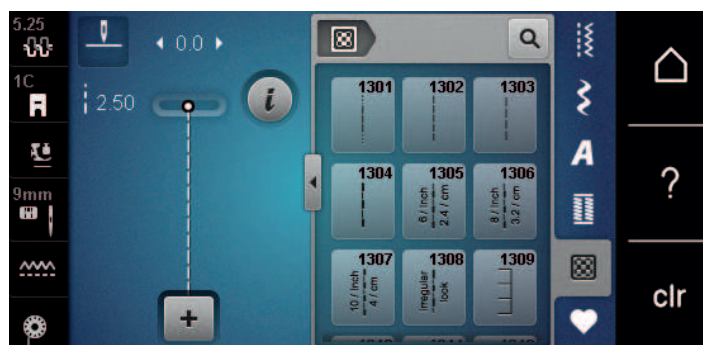 5.25
0.0
1C
2.50
i
9mm
1301
1302
1303
1304
1305
6 / inch
2.4 / cm
1306
8 / inch
3.2 / cm
1307
10 / inch
4 / cm
1308
irregular
look
1309
A
?
clr
+